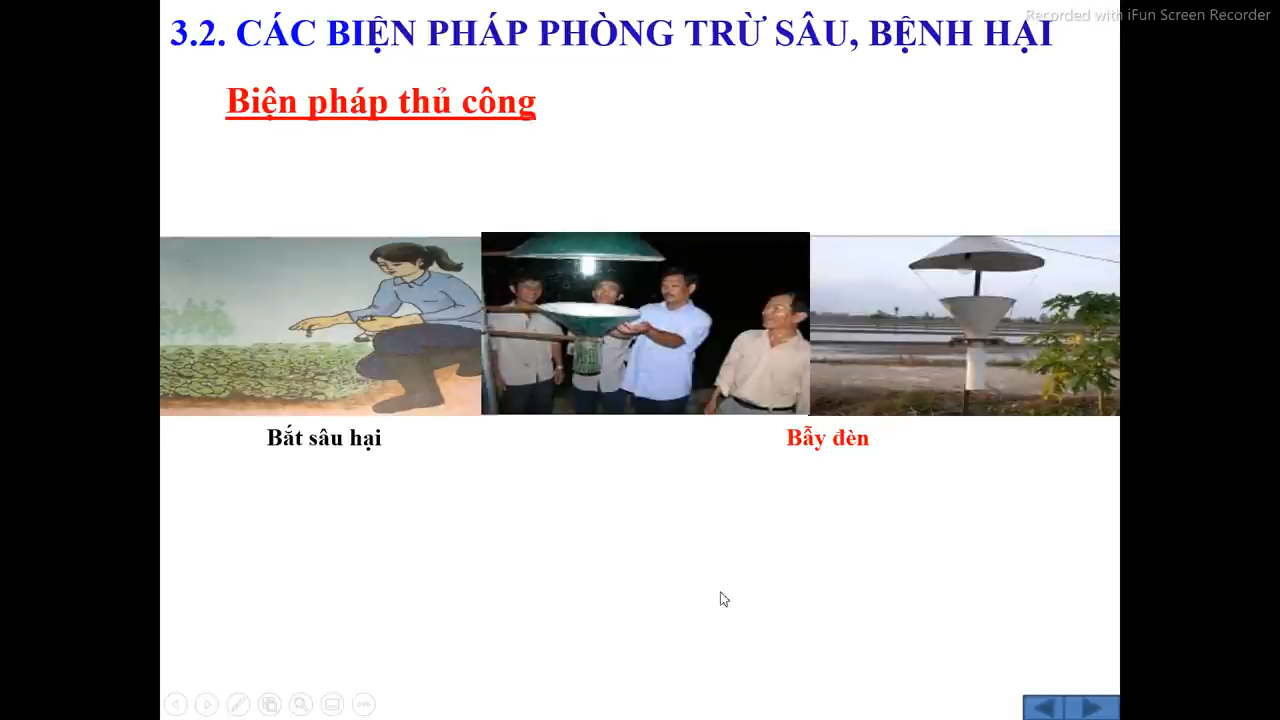 Recorded with iFun Screen Recorder
3.2. CÁC BIỆN PHÁP PHÒNG TRỪ SÂU, BỆNH HẠI
Biện pháp thủ công
Bắt sâu hại
Bẫy đèn